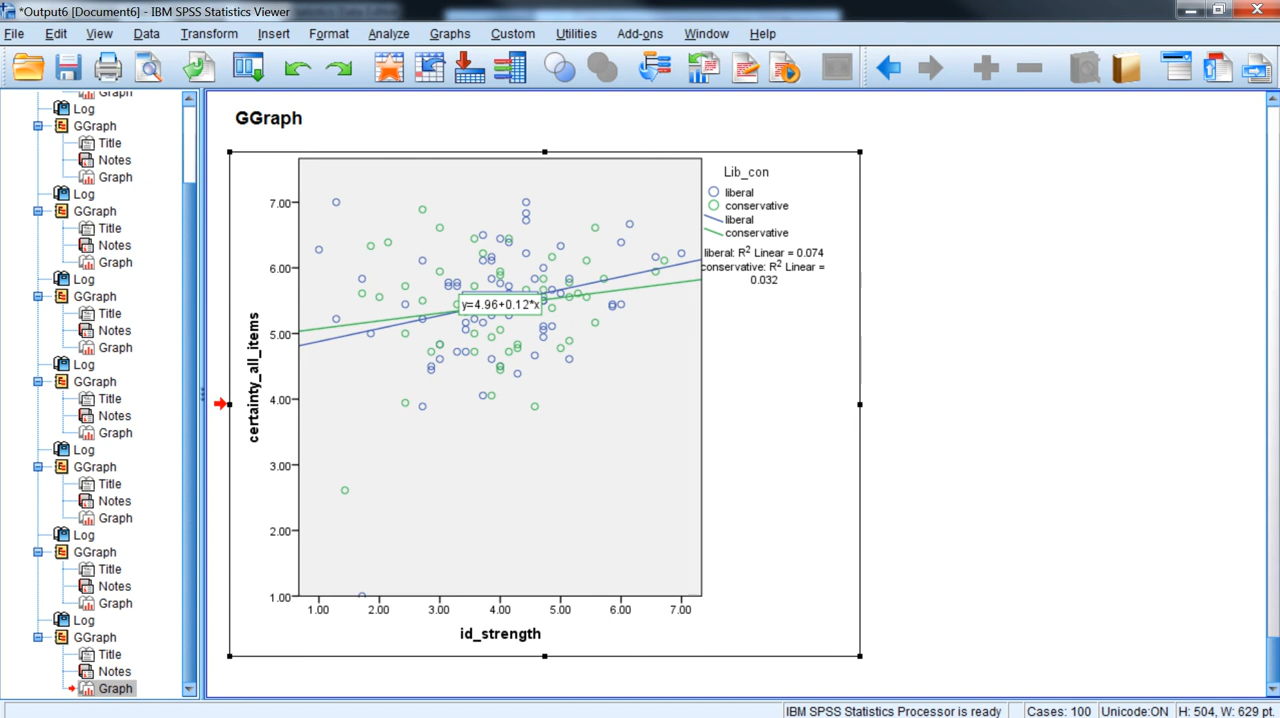 *Output6 [Document6] - IBM SPSS Statistics Viewer
File Edit View Data Transform Insert Format Analyze Graphs Custom Utilities Add-ons Window Help
Graph
Log
GGraph
Title
Notes
Graph
Log
GGraph
Title
Notes
Graph
Log
GGraph
Title
Notes
Graph
Log
GGraph
Title
Notes
Graph
Log
GGraph
Title
Notes
Graph
Log
GGraph
Title
Notes
Graph
Log
GGraph
Title
Notes
Graph
GGraph
certainty_all_items
7.00
6.00
5.00
4.00
3.00
2.00
1.00
y=4.96+0.12*x
1.00 2.00 3.00 4.00 5.00 6.00 7.00
id_strength
Lib_con
liberal
conservative
liberal
conservative
liberal: R2 Linear = 0.074
conservative: R2 Linear =
0.032
IBM SPSS Statistics Processor is ready Cases: 100 Unicode:ON H: 504, W: 629 pt.